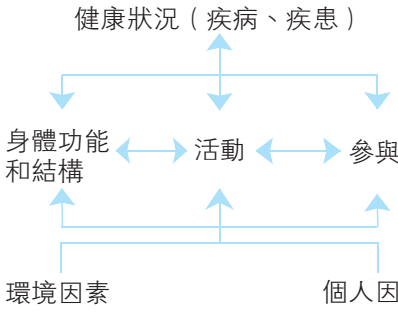 健康狀況（疾病、疾患）
身體功能
和結構
活動
參與
環境因素
個人因